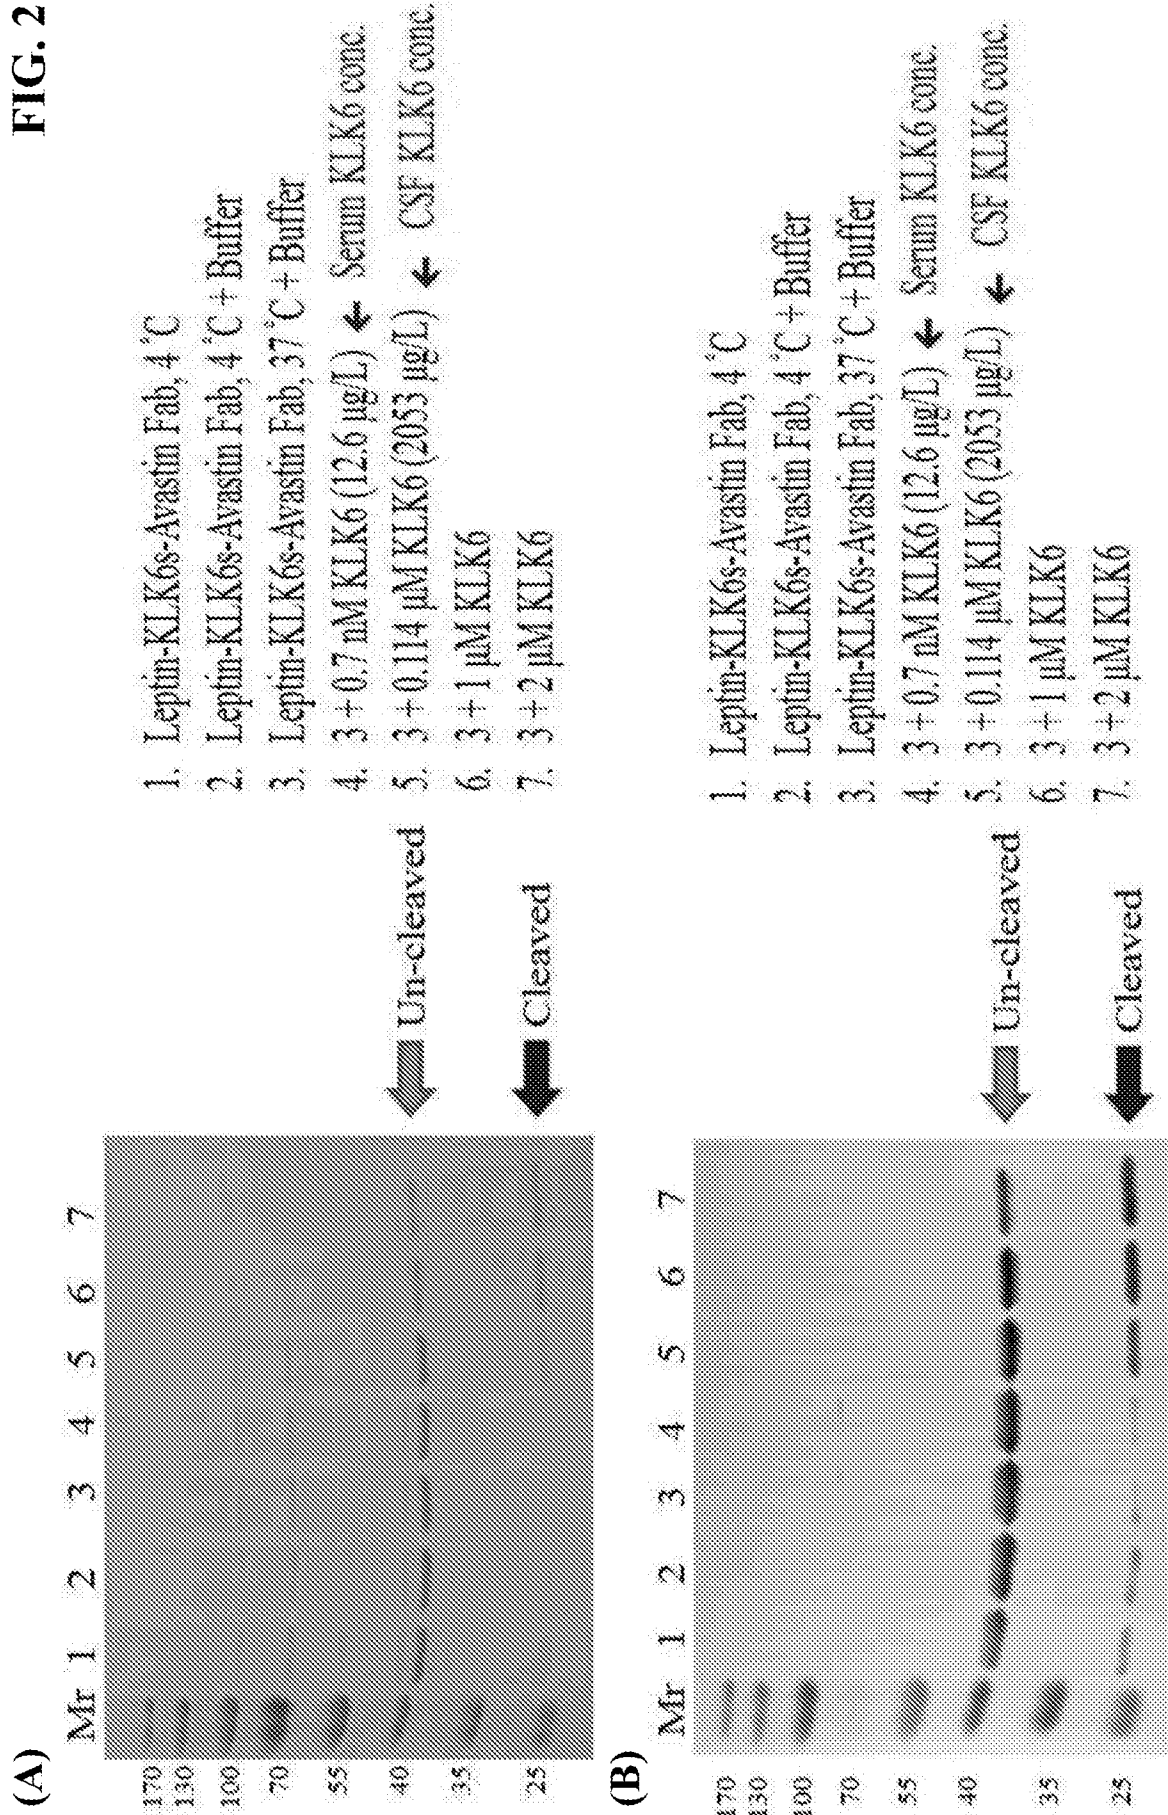 FIG. 2
(A)
Mr 1 2 3 4 5 6 7
170
130
100
70
55
40
35
25
Un-cleaved
Cleaved
1. Leptin-KLK6s-Avastin Fab, 4 °C
2. Leptin-KLK6s-Avastin Fab, 4 °C + Buffer
3. Leptin-KLK6s-Avastin Fab, 37 °C + Buffer
4. 3 + 0.7 nM KLK6 (12.6 μg/L) ← Serum KLK6 conc.
5. 3 + 0.114 μM KLK6 (2053 μg/L) ← CSF KLK6 conc.
6. 3 + 1 μM KLK6
7. 3 + 2 μM KLK6
(B)
Mr 1 2 3 4 5 6 7
170
130
100
70
55
40
35
25
Un-cleaved
Cleaved
1. Leptin-KLK6s-Avastin Fab, 4 °C
2. Leptin-KLK6s-Avastin Fab, 4 °C + Buffer
3. Leptin-KLK6s-Avastin Fab, 37 °C + Buffer
4. 3 + 0.7 nM KLK6 (12.6 μg/L) ← Serum KLK6 conc.
5. 3 + 0.114 μM KLK6 (2053 μg/L) ← CSF KLK6 conc.
6. 3 + 1 μM KLK6
7. 3 + 2 μM KLK6